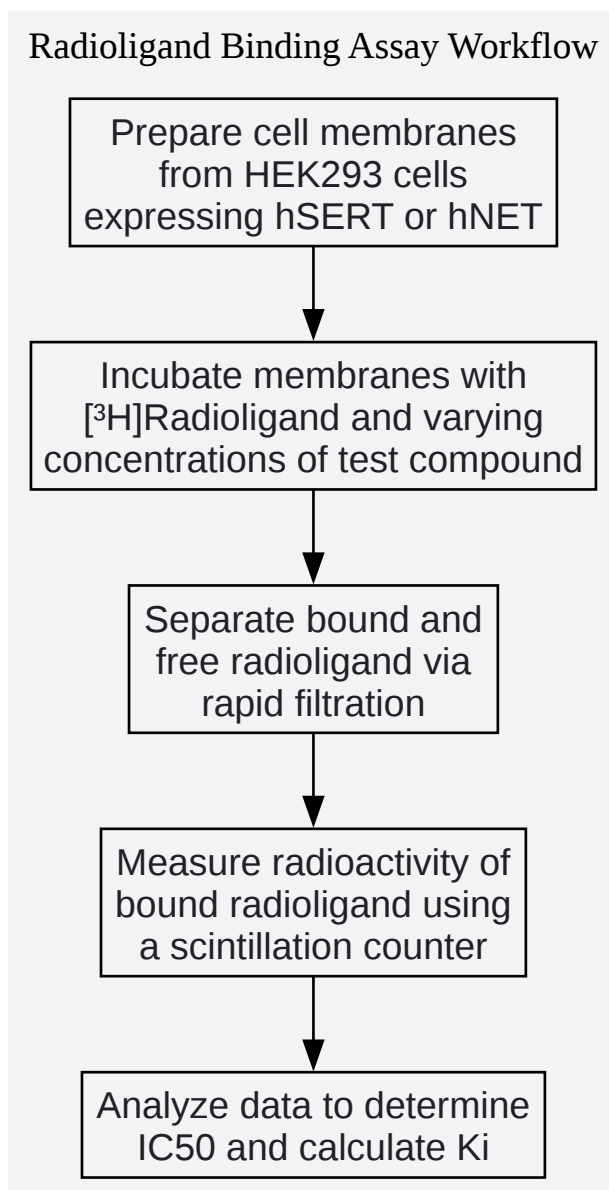 Radioligand Binding Assay Workflow
Prepare cell membranes
from HEK293 cells
expressing hSERT or hNET
Incubate membranes with
[³H]Radioligand and varying
concentrations of test compound
Separate bound and
free radioligand via
rapid filtration
Measure radioactivity of
bound radioligand using
a scintillation counter
Analyze data to determine
IC50 and calculate Ki